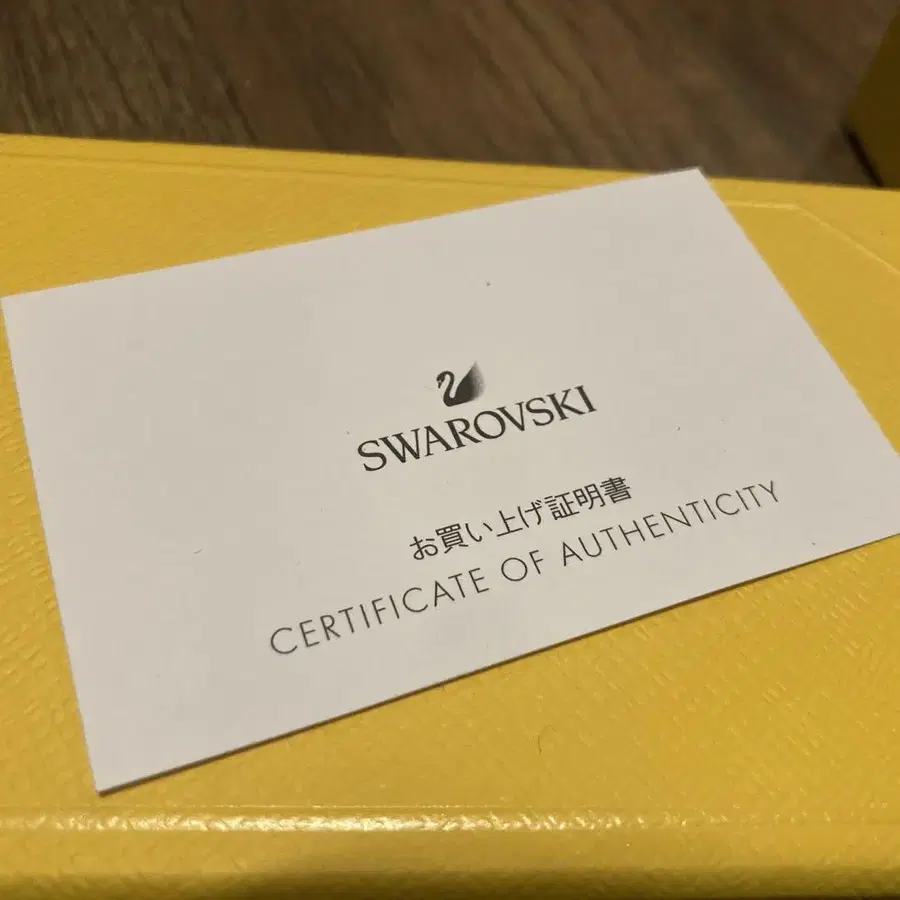 SWAROVSKI
お買い上げ証明書
CERTIFICATE OF AUTHENTICITY